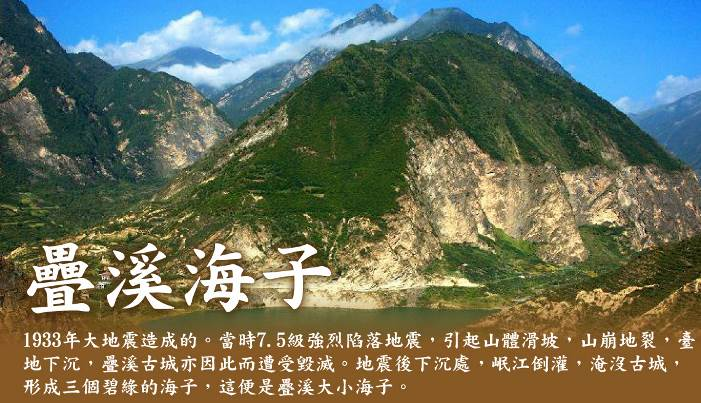 疊溪海子
1933年大地震造成的。當時7.5級強烈陷落地震，引起山體滑坡，山崩地裂，臺
地下沉，疊溪古城亦因此而遭受毀滅。地震後下沉處，岷江倒灌，淹沒古城，
形成三個碧綠的海子，這便是疊溪大小海子。